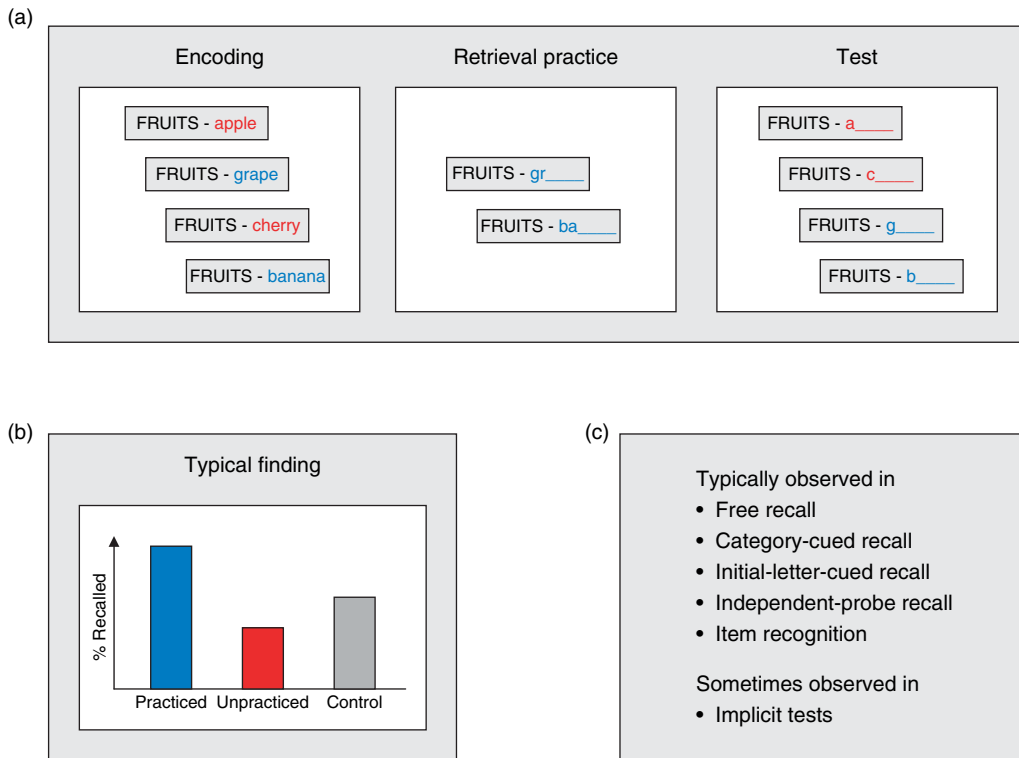 (a)
Encoding
FRUITS - apple
FRUITS - grape
FRUITS - cherry
FRUITS - banana
Retrieval practice
FRUITS - gr____
FRUITS - ba____
Test
FRUITS - a____
FRUITS - c____
FRUITS - g____
FRUITS - b____
(b)
Typical finding
% Recalled
Practiced
Unpracticed
Control
(c)
Typically observed in
• Free recall
• Category-cued recall
• Initial-letter-cued recall
• Independent-probe recall
• Item recognition
Sometimes observed in
• Implicit tests